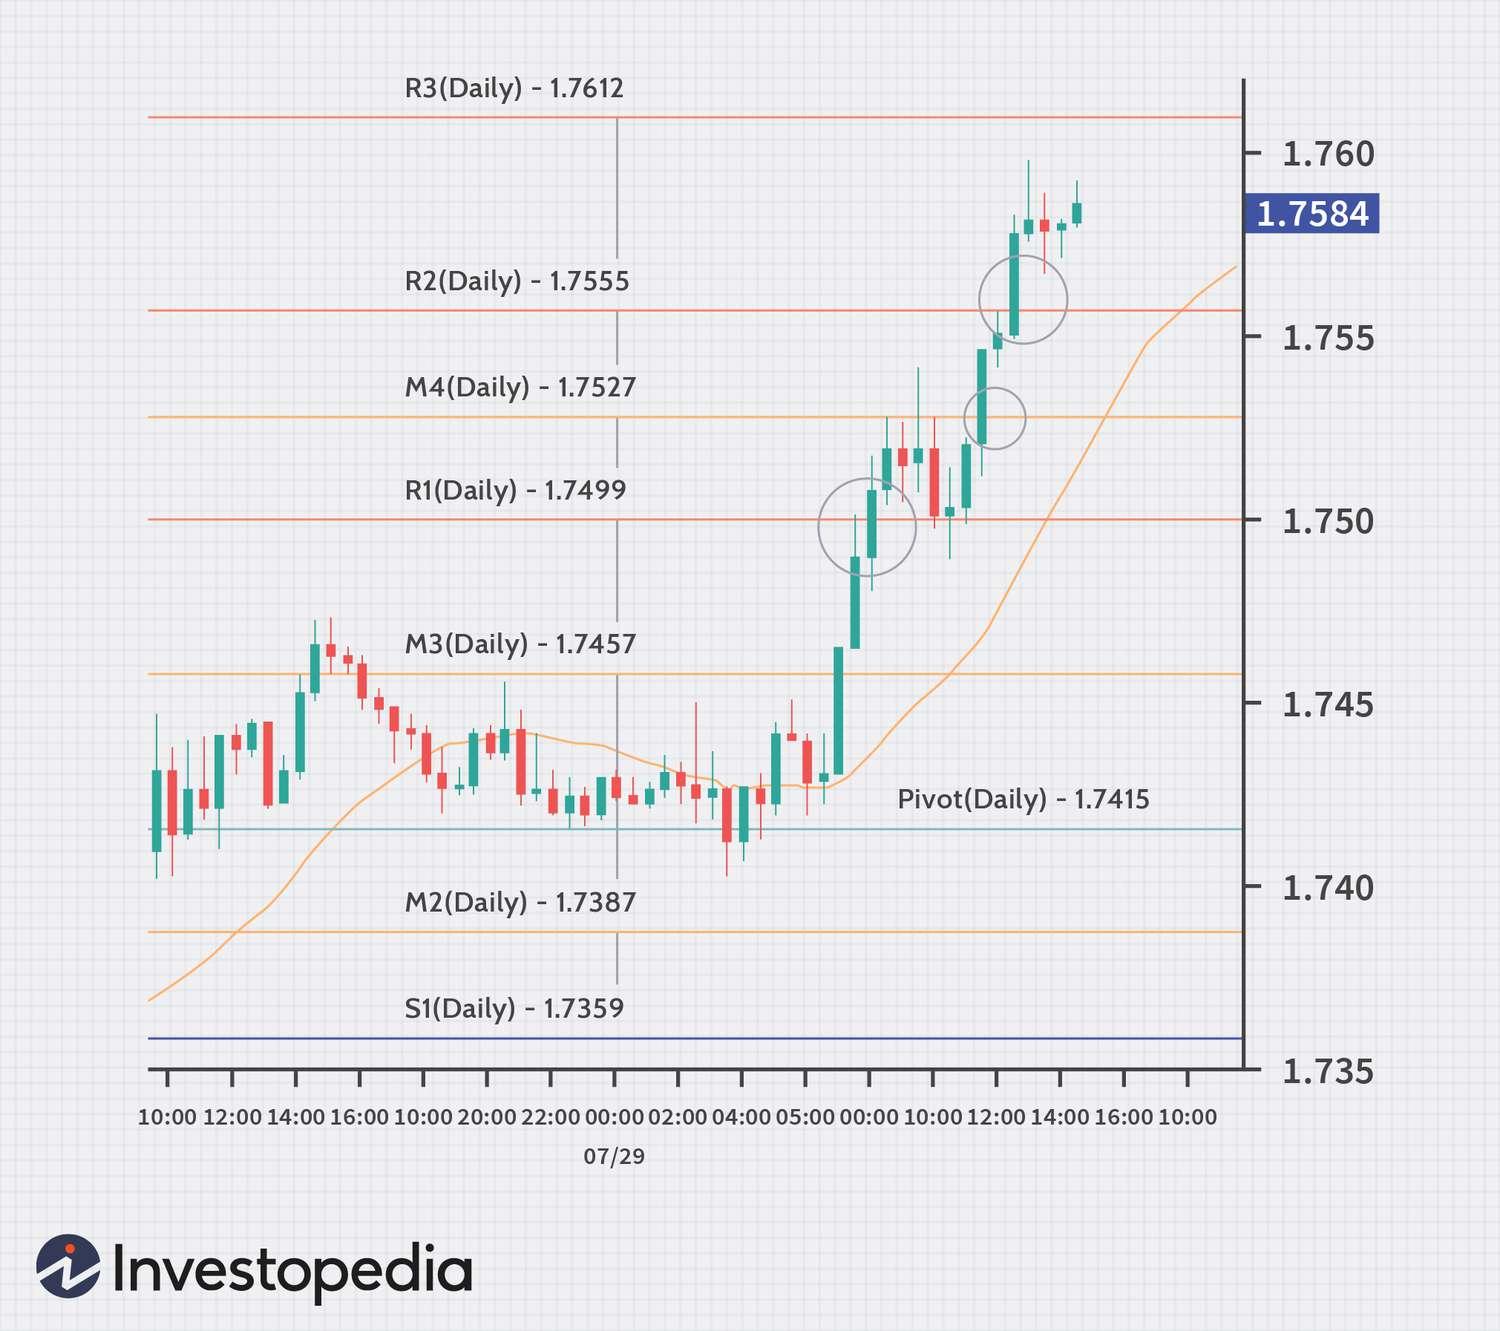 R3(Daily) - 1.7612
1.760
1.7584
R2(Daily) - 1.7555
1.755
M4(Daily) - 1.7527
R1(Daily) - 1.7499
1.750
M3(Daily) - 1.7457
1.745
Pivot(Daily) - 1.7415
1.740
M2(Daily) - 1.7387
S1(Daily) - 1.7359
1.735
10:00 12:00 14:00 16:00 10:00 20:00 22:00 00:00 02:00 04:00 05:00 00:00 10:00 12:00 14:00 16:00 10:00
07/29
Investopedia